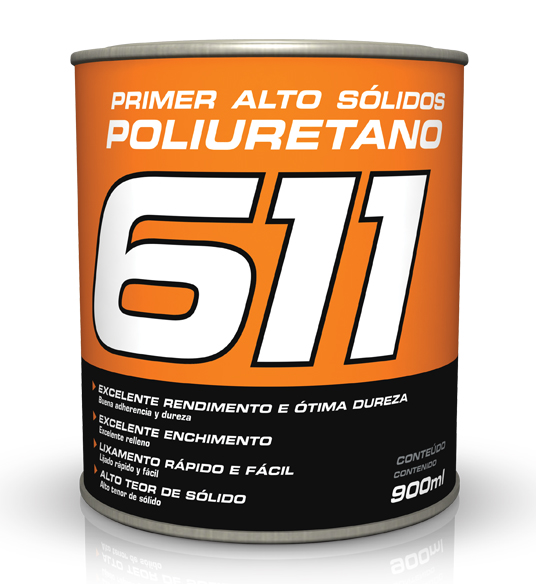 PRIMER ALTO SÓLIDOS
POLIURETANO
611
EXCELENTE RENDIMENTO E ÓTIMA DUREZA
Buena adherencia y dureza
EXCELENTE ENCHIMENTO
Excelente relleno
LIXAMENTO RÁPIDO E FÁCIL
Lijado rápido y fácil
ALTO TEOR DE SÓLIDO
Alto tenor de sólido
CONTEÚDO
CONTENIDO
900ml